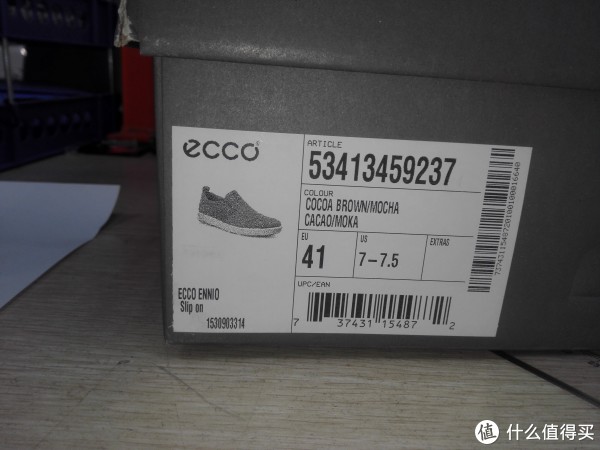 ecco
ARTICLE
53413459237
COLOUR
COCOA BROWN/MOCHA
CACAO/MOKA
EU
41
US
7-7.5
EXTRAS
ECCO ENNIO
Slip on
1530903314
UPC/EAN
7 37431 15487 2
值 什么值得买